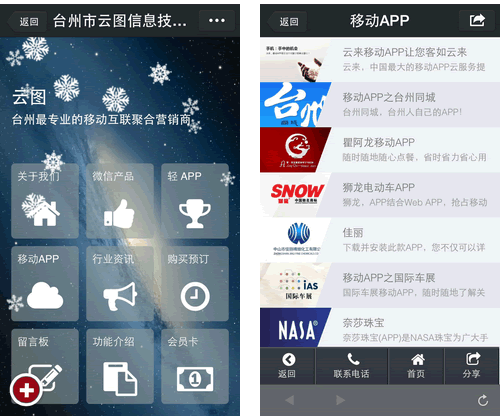 返回
台州市云图信息技...
云图
台州最专业的移动互联聚合营销商
关于我们
微信产品
轻 APP
移动APP
行业资讯
购买预订
留言板
功能介绍
会员卡
1
返回
移动APP
手机:手中的机会
云来移动APP让您客如云来
云来，中国最大的移动APP云服务提
台州
移动APP之台州同城
台州同城，台州人自己的APP!
瞿阿龙移动APP
随时随地随心点餐，省时省力省心用
SNOW
狮龙电动车APP
狮龙，APP结合Web APP，抢占移动
佳丽
下载并安装此款APP，您不仅可以详
iAS
国际车展
移动APP之国际车展
国际车展移动APP、随时随地了解关
NASA
奈莎珠宝
奈莎珠宝(APP)是NASA珠宝为广大手
返回
联系电话
首页
分享